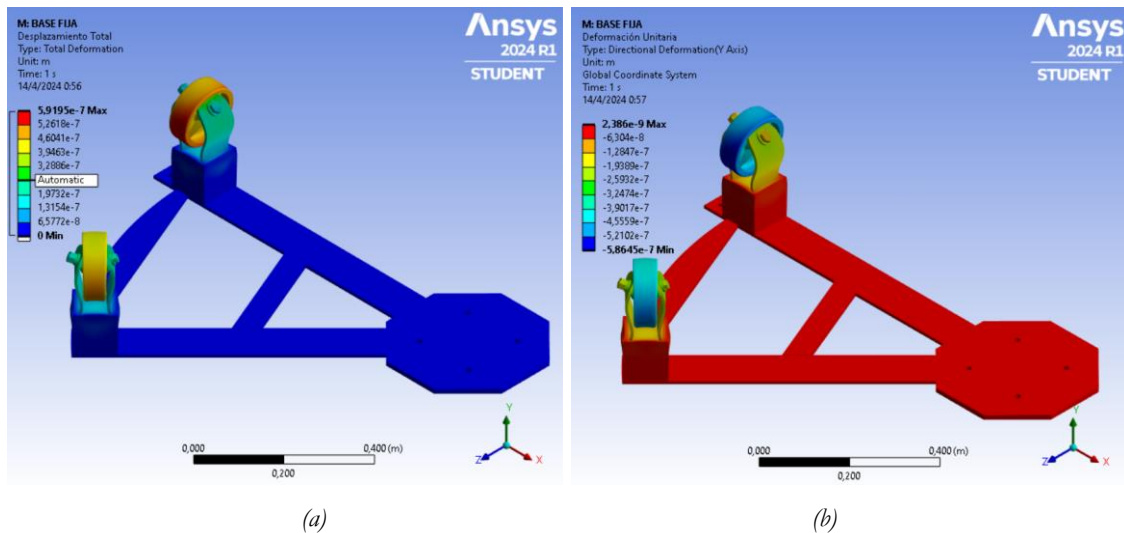 M: BASE FIJA
Desplazamiento Total
Type: Total Deformation
Unit: m
Time: 1 s
14/4/2024 0:56
5,9195e-7 Max
5,2618e-7
4,6041e-7
3,9463e-7
3,2886e-7
Automatic
1,9732e-7
1,3154e-7
6,5772e-8
0 Min
Ansys
2024 R1
STUDENT
0,000
0,400 (m)
0,200
Y
Z
X
M: BASE FIJA
Deformación Unitaria
Type: Directional Deformation(Y Axis)
Unit: m
Global Coordinate System
Time: 1 s
14/4/2024 0:57
2,386e-9 Max
-6,304e-8
-1,2847e-7
-1,9389e-7
-2,5932e-7
-3,2474e-7
-3,9017e-7
-4,5559e-7
-5,2102e-7
-5,8645e-7 Min
Ansys
2024 R1
STUDENT
0,000
0,400 (m)
0,200
Y
Z
X
(a)
(b)